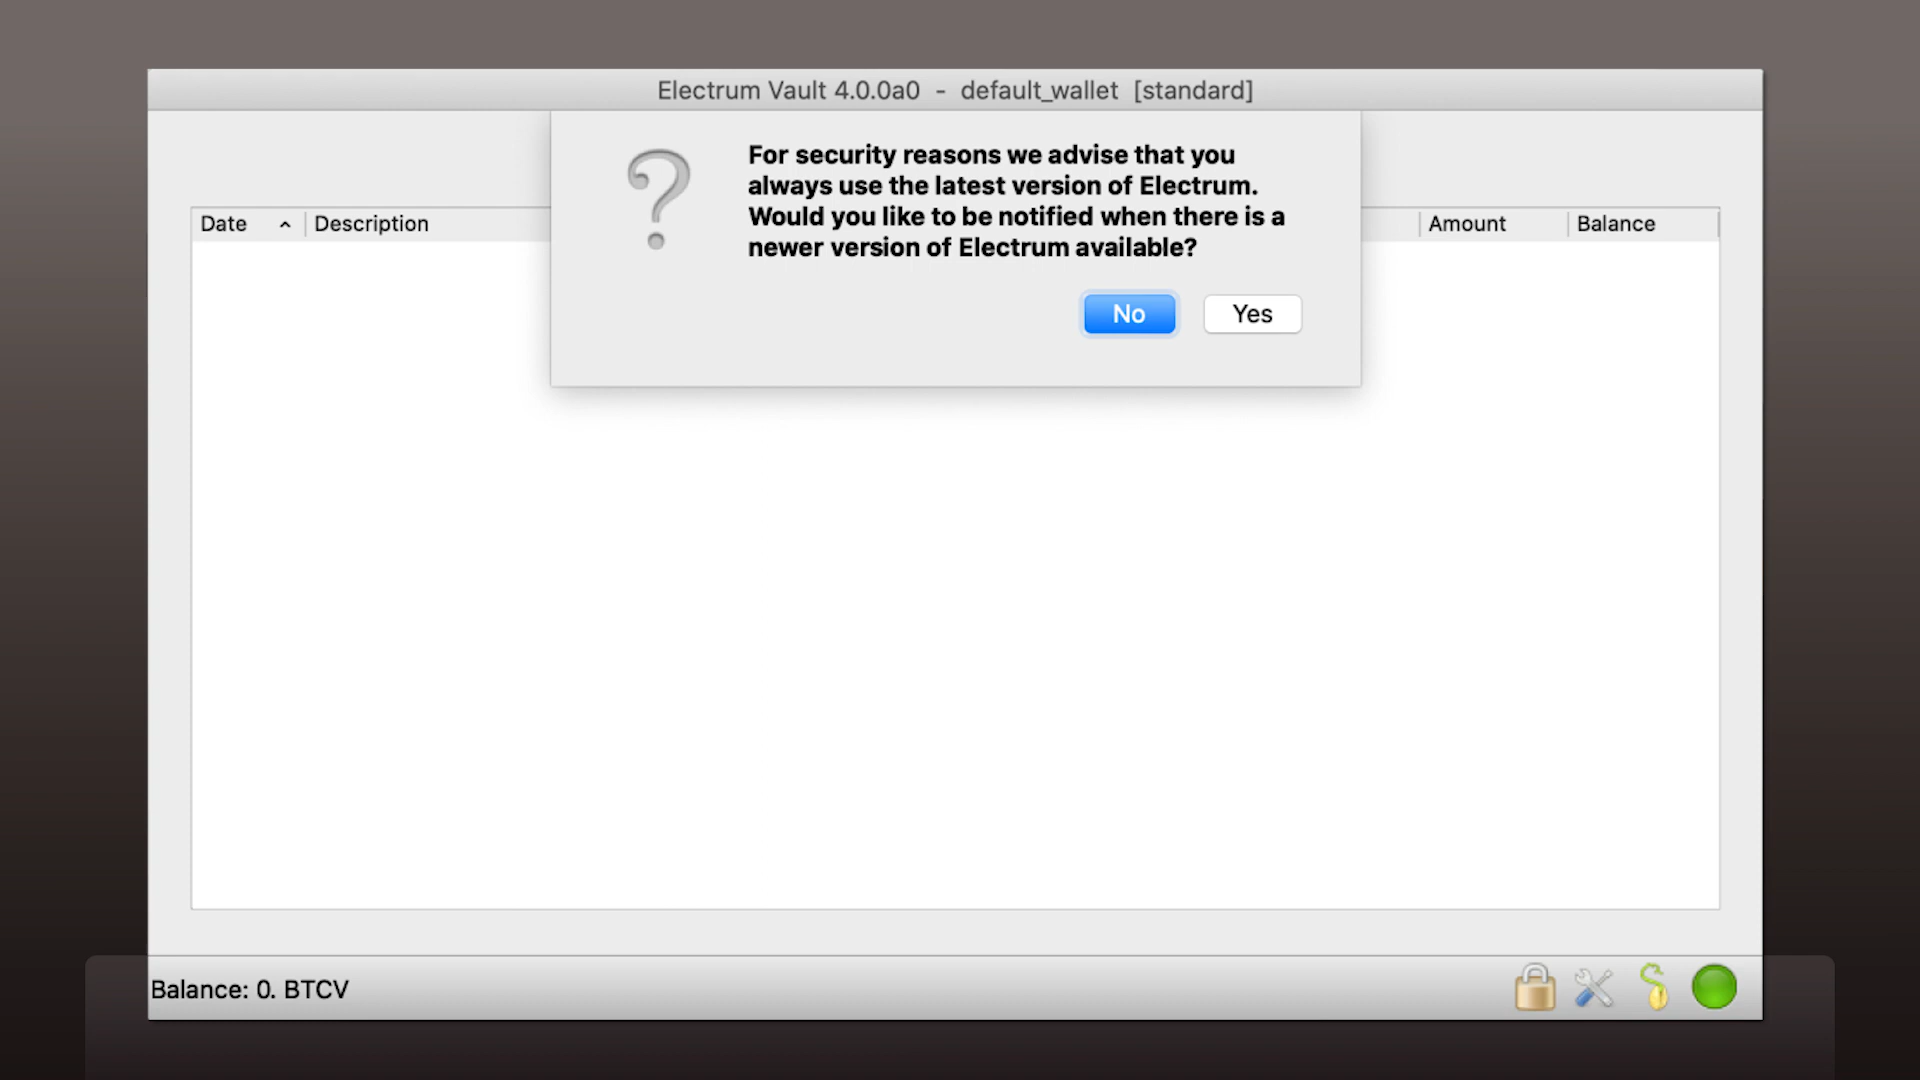 Electrum Vault 4.0.0a0 - default_wallet [standard]
For security reasons we advise that you
always use the latest version of Electrum.
Would you like to be notified when there is a
newer version of Electrum available?
No Yes
Date Description Amount Balance
Balance: 0. BTCV